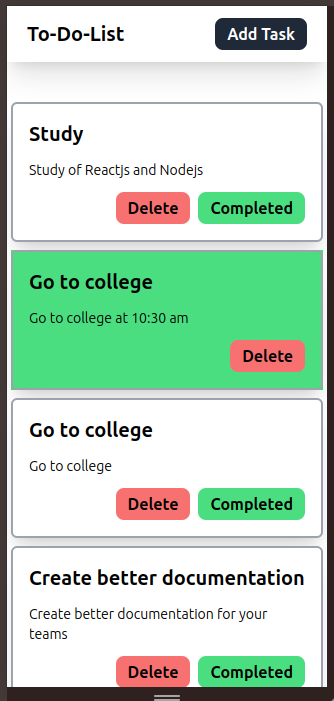 To-Do-List Add Task
Study
Study of Reactjs and Nodejs
Delete Completed
Go to college
Go to college at 10:30 am
Delete
Go to college
Go to college
Delete Completed
Create better documentation
Create better documentation for your
teams
Delete Completed